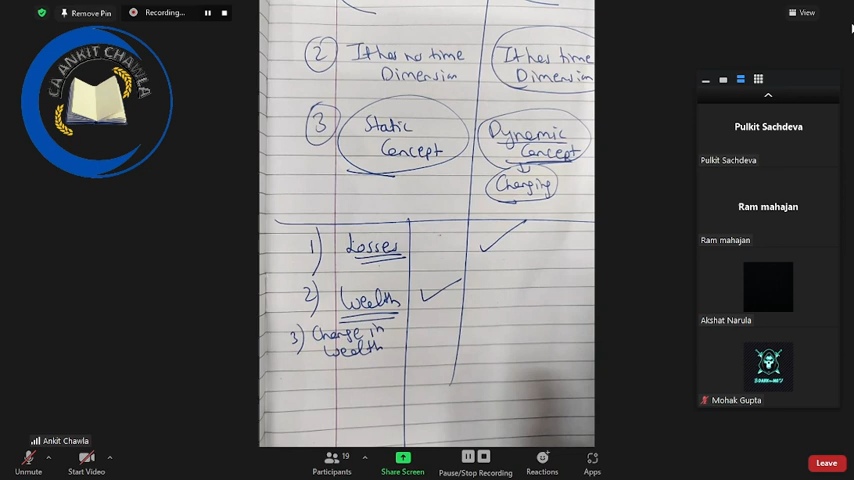 Remove Pin
Recording...
View
CA ANKIT CHAWLA
2 It has no time Dimension
It has time Dimension
3 Static Concept
Dynamic Concept
Changing
1) Losses
2) Wealth
3) Change in wealth
Pulkit Sachdeva
Pulkit Sachdeva
Ram mahajan
Ram mahajan
Akshat Narula
Mohak Gupta
Ankit Chawla
Unmute
Start Video
19
Participants
Share Screen
Pause/Stop Recording
Reactions
Apps
Leave